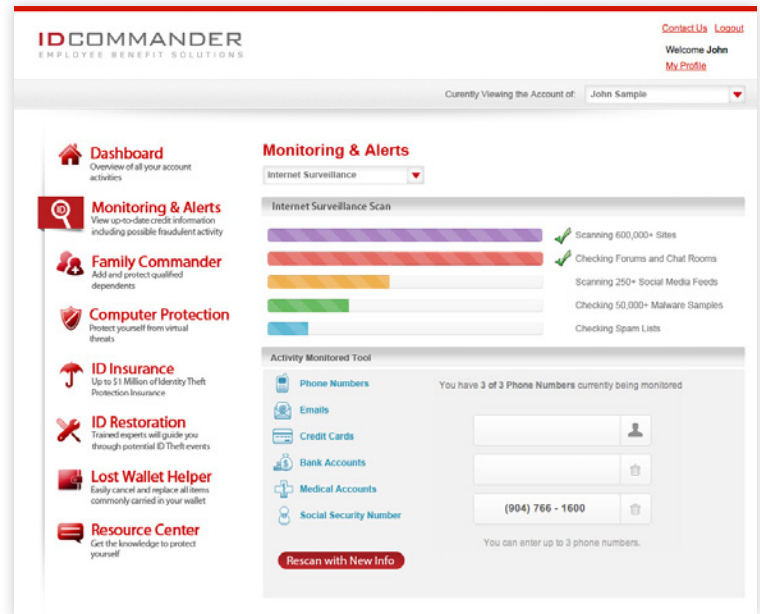 Contact Us Logout
IDCOMMANDER
EMPLOYEE BENEFIT SOLUTIONS
Welcome John
My Profile
Curently Viewing the Account of: John Sample
Dashboard
Overview of all your account
activities
Monitoring & Alerts
View up-to-date credit information
including possible fraudulent activity
Family Commander
Add and protect qualified
dependents
Computer Protection
Protect yourself from virtual
threats
ID Insurance
Up to $1 Million of Identity Theft
Protection Insurance
ID Restoration
Trained experts will guide you
through potential ID Theft events
Lost Wallet Helper
Easily cancel and replace all items
commonly carried in your wallet
Resource Center
Get the knowledge to protect
yourself
Monitoring & Alerts
Internet Surveillance
Internet Surveillance Scan
Scanning 600,000+ Sites
Checking Forums and Chat Rooms
Scanning 250+ Social Media Feeds
Checking 50,000+ Malware Samples
Checking Spam Lists
Activity Monitored Tool
Phone Numbers
Emails
Credit Cards
Bank Accounts
Medical Accounts
Social Security Number
Rescan with New Info
You have 3 of 3 Phone Numbers currently being monitored
(904) 766 - 1600
You can enter up to 3 phone numbers.